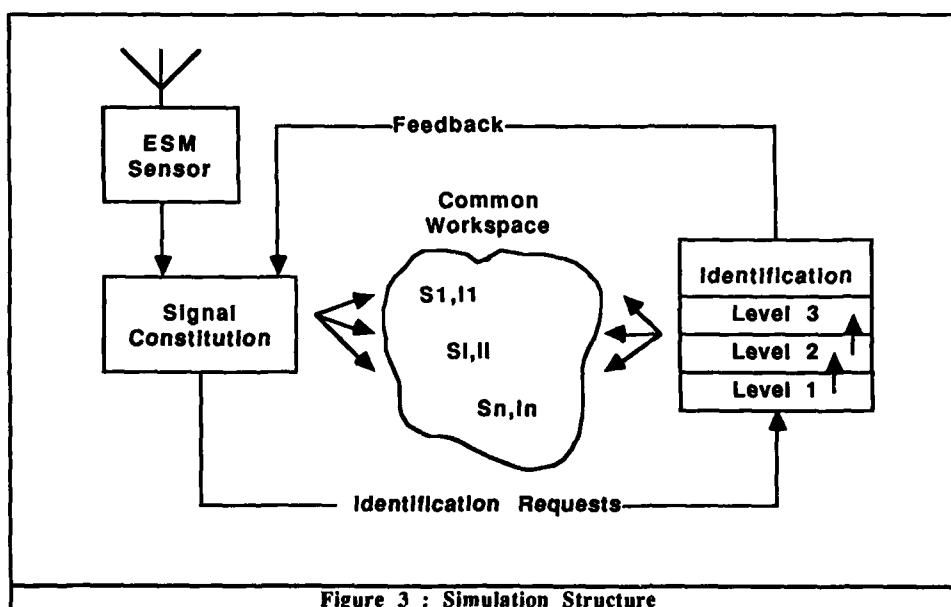 ESM
Sensor
Feedback
Common
Workspace
Signal
Constitution
S1,I1
SI,II
Sn,In
Identification
Level 3
Level 2
Level 1
Identification Requests
Figure 3 : Simulation Structure